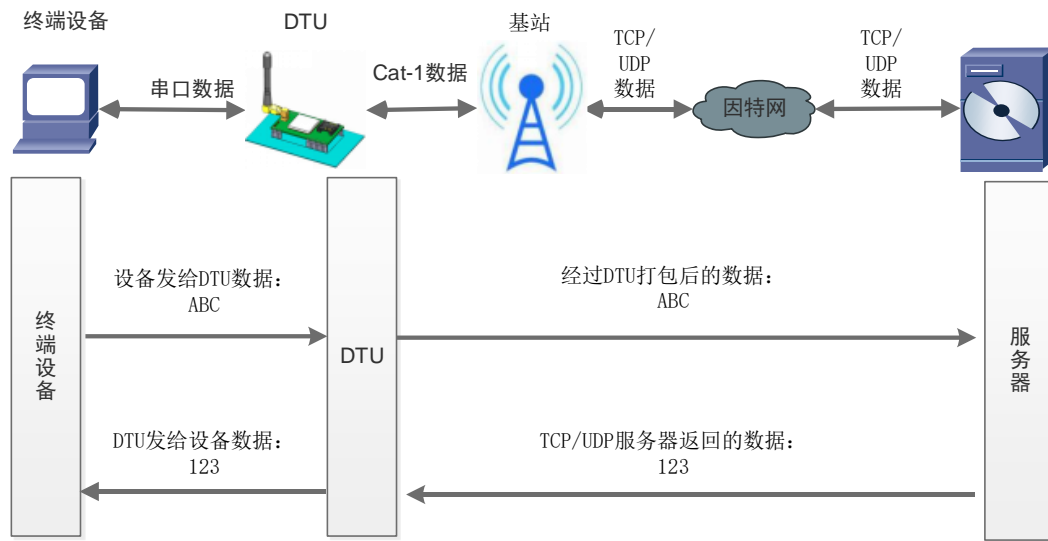 终端设备
DTU
基站
TCP/
UDP
数据
TCP/
UDP
数据
串口数据
Cat-1数据
因特网
设备发给DTU数据:
ABC
经过DTU打包后的数据:
ABC
终端设备
DTU
服务器
DTU发给设备数据:
123
TCP/UDP服务器返回的数据:
123